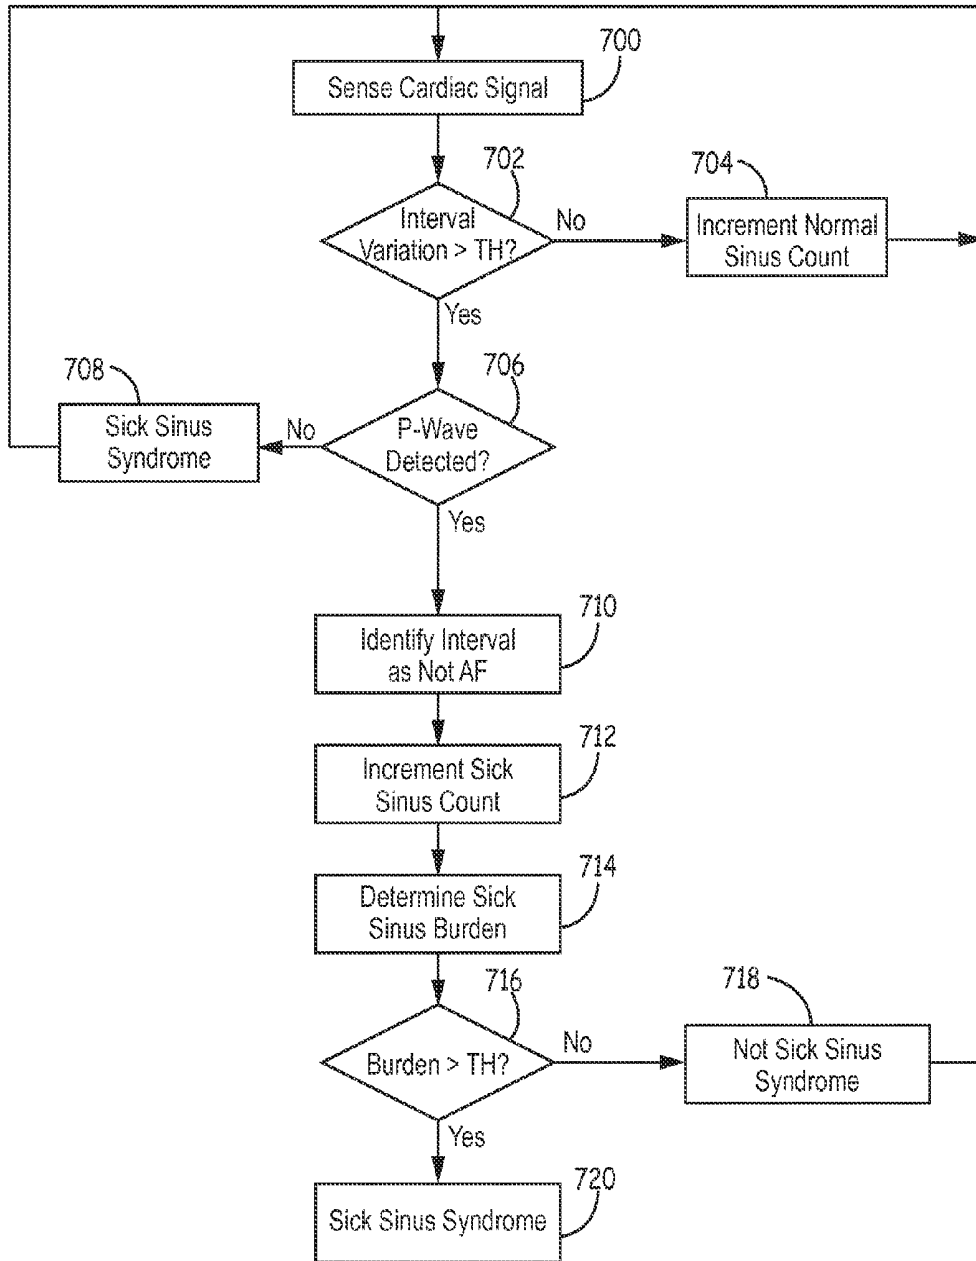 700
Sense Cardiac Signal
702
Interval
Variation > TH?
No
704
Increment Normal
Sinus Count
Yes
706
P-Wave
Detected?
No
708
Sick Sinus
Syndrome
Yes
710
Identify Interval
as Not AF
712
Increment Sick
Sinus Count
714
Determine Sick
Sinus Burden
716
Burden > TH?
No
718
Not Sick Sinus
Syndrome
Yes
720
Sick Sinus Syndrome